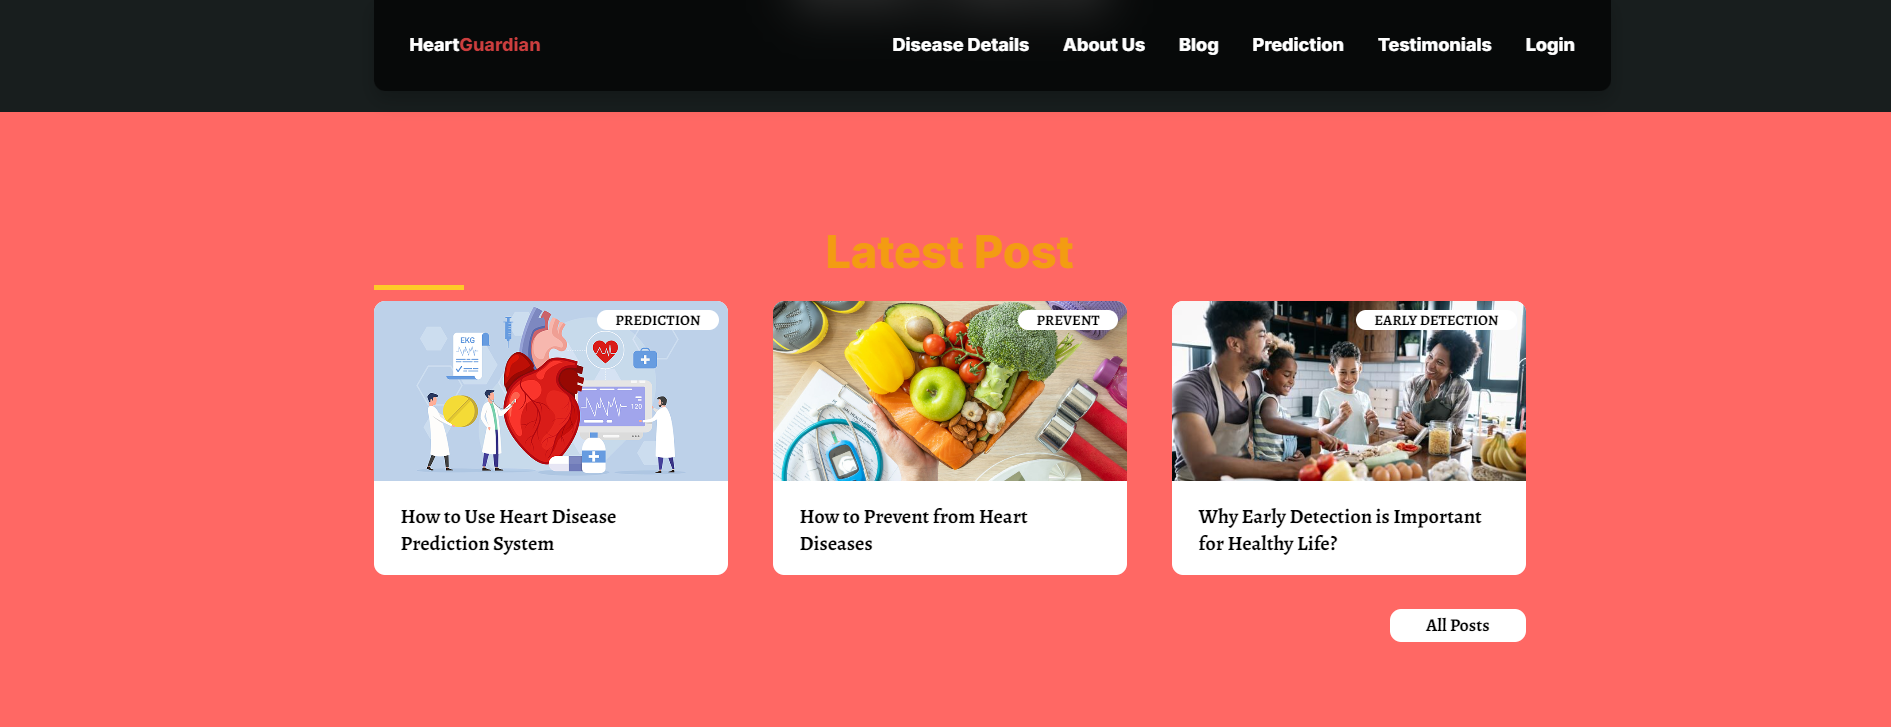 HeartGuardian
Disease Details About Us Blog Prediction Testimonials Login
Latest Post
PREDICTION
EKG
120
PREVENT
EARLY DETECTION
How to Use Heart Disease
Prediction System
How to Prevent from Heart
Diseases
Why Early Detection is Important
for Healthy Life?
All Posts